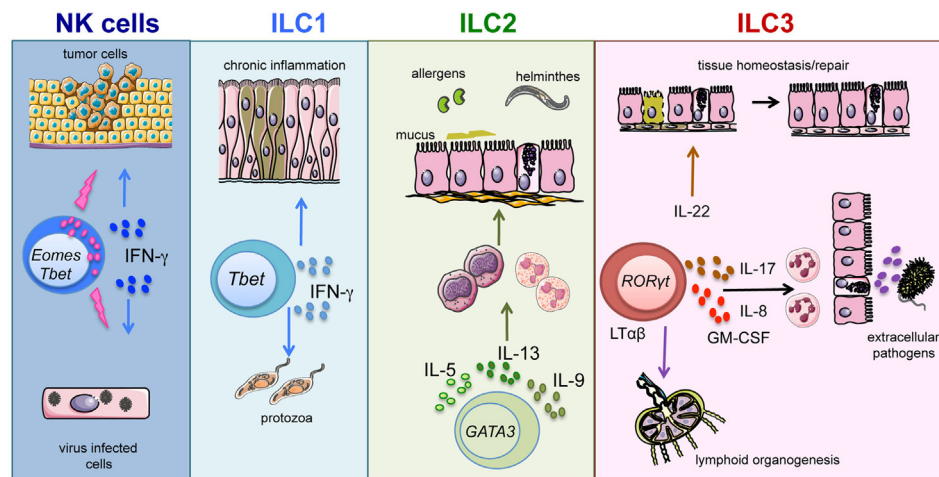 NK cells
tumor cells
Eomes
Tbet
IFN-γ
virus infected
cells
ILC1
chronic inflammation
Tbet
IFN-γ
protozoa
ILC2
allergens
helminthes
mucus
IL-5
IL-13
IL-9
GATA3
ILC3
tissue homeostasis/repair
IL-22
RORγt
IL-17
IL-8
LTαβ
GM-CSF
extracellular
pathogens
lymphoid organogenesis